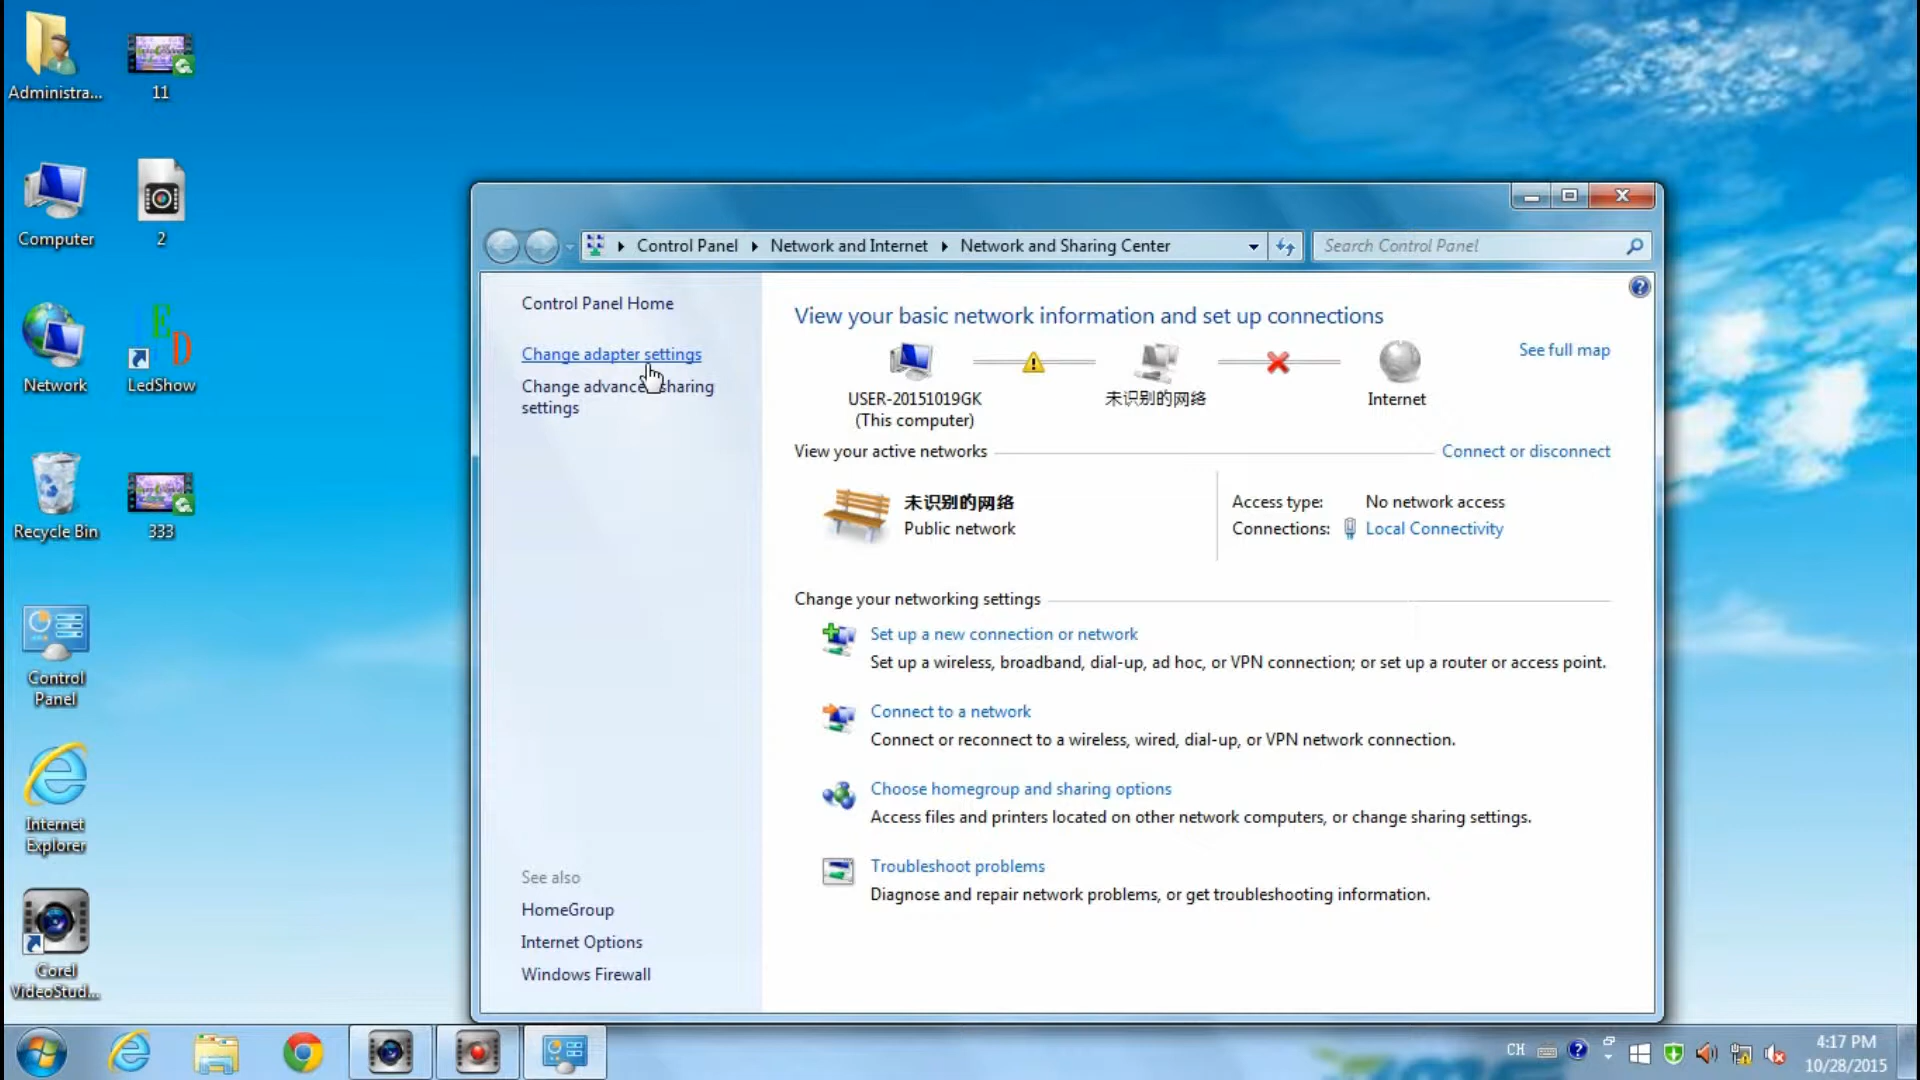 Administra...
11
Computer
2
Network
LedShow
Recycle Bin
333
Control
Panel
Internet
Explorer
Corel
VideoStud...
Control Panel
Network and Internet
Network and Sharing Center
Search Control Panel
Control Panel Home
Change adapter settings
Change advanced sharing
settings
See also
HomeGroup
Internet Options
Windows Firewall
View your basic network information and set up connections
See full map
USER-20151019GK
(This computer)
未识别的网络
Internet
View your active networks
Connect or disconnect
未识别的网络
Public network
Access type:
No network access
Connections:
Local Connectivity
Change your networking settings
Set up a new connection or network
Set up a wireless, broadband, dial-up, ad hoc, or VPN connection; or set up a router or access point.
Connect to a network
Connect or reconnect to a wireless, wired, dial-up, or VPN network connection.
Choose homegroup and sharing options
Access files and printers located on other network computers, or change sharing settings.
Troubleshoot problems
Diagnose and repair network problems, or get troubleshooting information.
CH
4:17 PM
10/28/2015